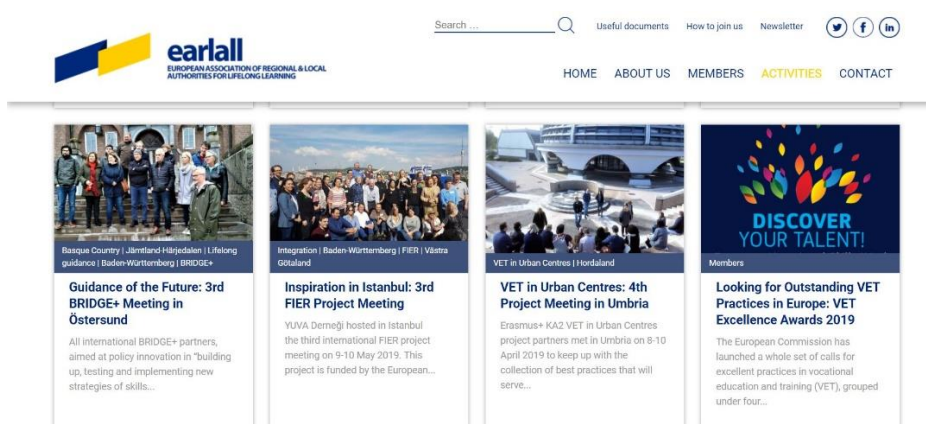 Search ...
Useful documents How to join us Newsletter
earlall
EUROPEAN ASSOCIATION OF REGIONAL & LOCAL
AUTHORITIES FOR LIFELONG LEARNING
HOME ABOUT US MEMBERS ACTIVITIES CONTACT
Basque Country | Jämtland-Härjedalen | Lifelong
guidance | Baden-Württemberg | BRIDGE+
Guidance of the Future: 3rd
BRIDGE+ Meeting in
Östersund
All international BRIDGE+ partners,
aimed at policy innovation in "building
up, testing and implementing new
strategies of skills...
Integration | Baden-Württemberg | FIER | Västra
Götaland
Inspiration in Istanbul: 3rd
FIER Project Meeting
YUVA Derneği hosted in Istanbul
the third international FIER project
meeting on 9-10 May 2019. This
project is funded by the European...
VET in Urban Centres | Hordaland
VET in Urban Centres: 4th
Project Meeting in Umbria
Erasmus+ KA2 VET in Urban Centres
project partners met in Umbria on 8-10
April 2019 to keep up with the
collection of best practices that will
serve...
DISCOVER
YOUR TALENT!
Members
Looking for Outstanding VET
Practices in Europe: VET
Excellence Awards 2019
The European Commission has
launched a whole set of calls for
excellent practices in vocational
education and training (VET), grouped
under four...